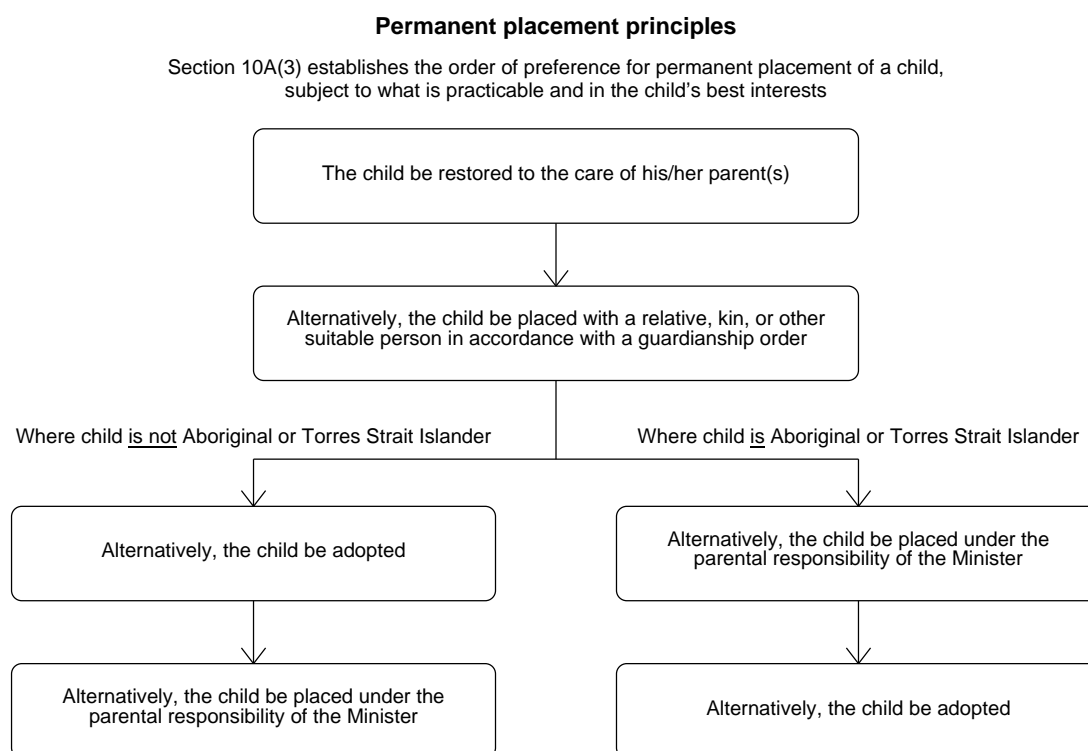 Permanent placement principles
Section 10A(3) establishes the order of preference for permanent placement of a child,
subject to what is practicable and in the child’s best interests
The child be restored to the care of his/her parent(s)
Alternatively, the child be placed with a relative, kin, or other
suitable person in accordance with a guardianship order
Where child is not Aboriginal or Torres Strait Islander
Where child is Aboriginal or Torres Strait Islander
Alternatively, the child be adopted
Alternatively, the child be placed under the
parental responsibility of the Minister
Alternatively, the child be placed under the
parental responsibility of the Minister
Alternatively, the child be adopted